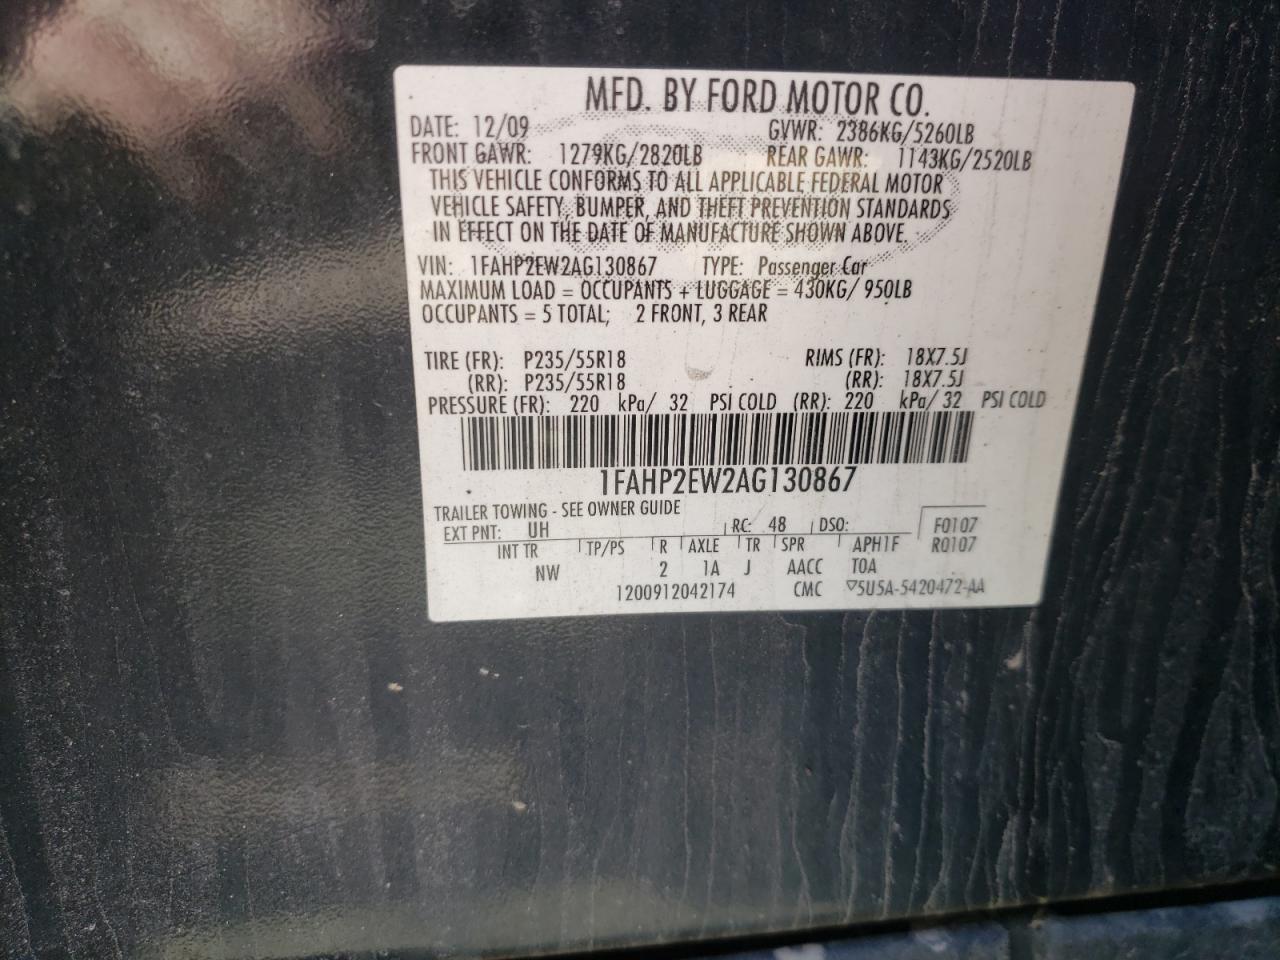 MFD. BY FORD MOTOR CO.
DATE: 12/09 GVWR: 2386KG/5260LB
FRONT GAWR: 1279KG/2820LB REAR GAWR: 1143KG/2520LB
THIS VEHICLE CONFORMS TO ALL APPLICABLE FEDERAL MOTOR
VEHICLE SAFETY, BUMPER, AND THEFT PREVENTION STANDARDS
IN EFFECT ON THE DATE OF MANUFACTURE SHOWN ABOVE.
VIN: 1FAHP2EW2AG130867 TYPE: Passenger Car
MAXIMUM LOAD = OCCUPANTS + LUGGAGE = 430KG/ 950LB
OCCUPANTS = 5 TOTAL; 2 FRONT, 3 REAR
TIRE (FR): P235/55R18 RIMS (FR): 18X7.5J
(RR): P235/55R18 (RR): 18X7.5J
PRESSURE (FR): 220 kPa/ 32 PSI COLD (RR): 220 kPa/ 32 PSI COLD
1FAHP2EW2AG130867
TRAILER TOWING - SEE OWNER GUIDE
EXT PNT: UH RC: 48 DSO: F0107
INT TR TP/PS R AXLE TR SPR APH1F R0107
NW 2 1A J AACC TOA
1200912042174 CMC ▽5U5A-5420472-AA